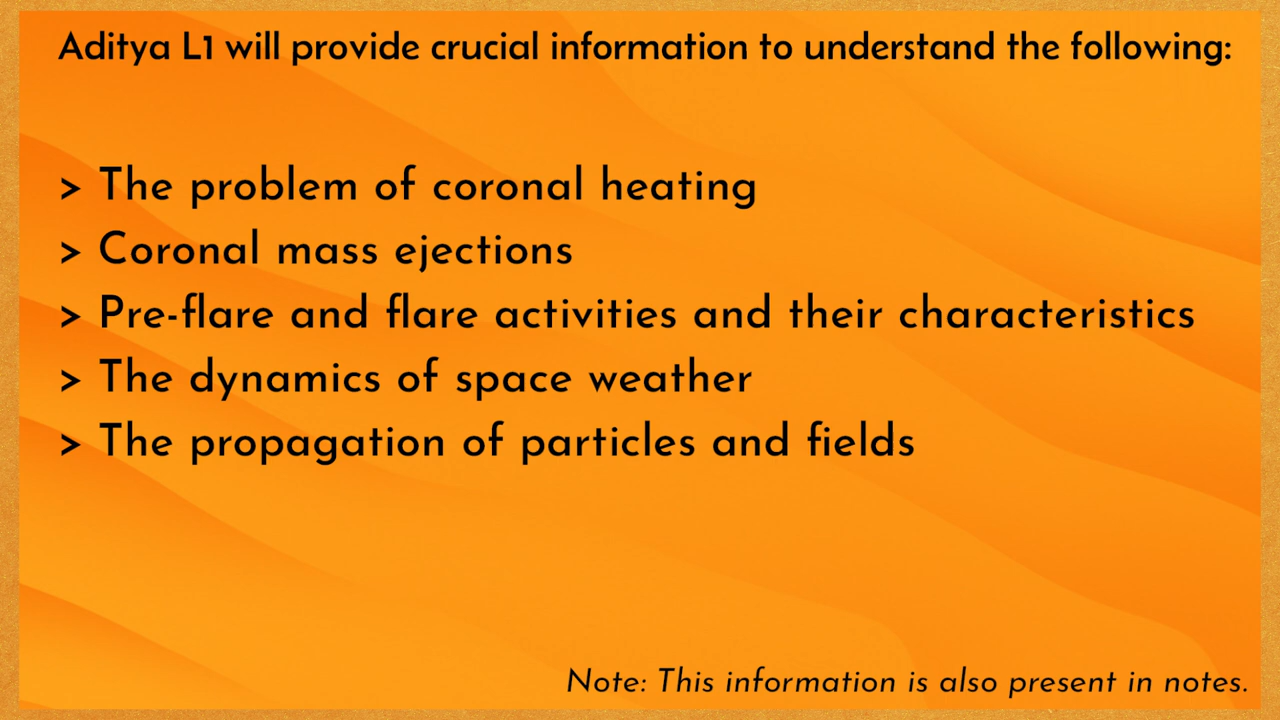 Aditya L1 will provide crucial information to understand the following:
> The problem of coronal heating
> Coronal mass ejections
> Pre-flare and flare activities and their characteristics
> The dynamics of space weather
> The propagation of particles and fields
Note: This information is also present in notes.